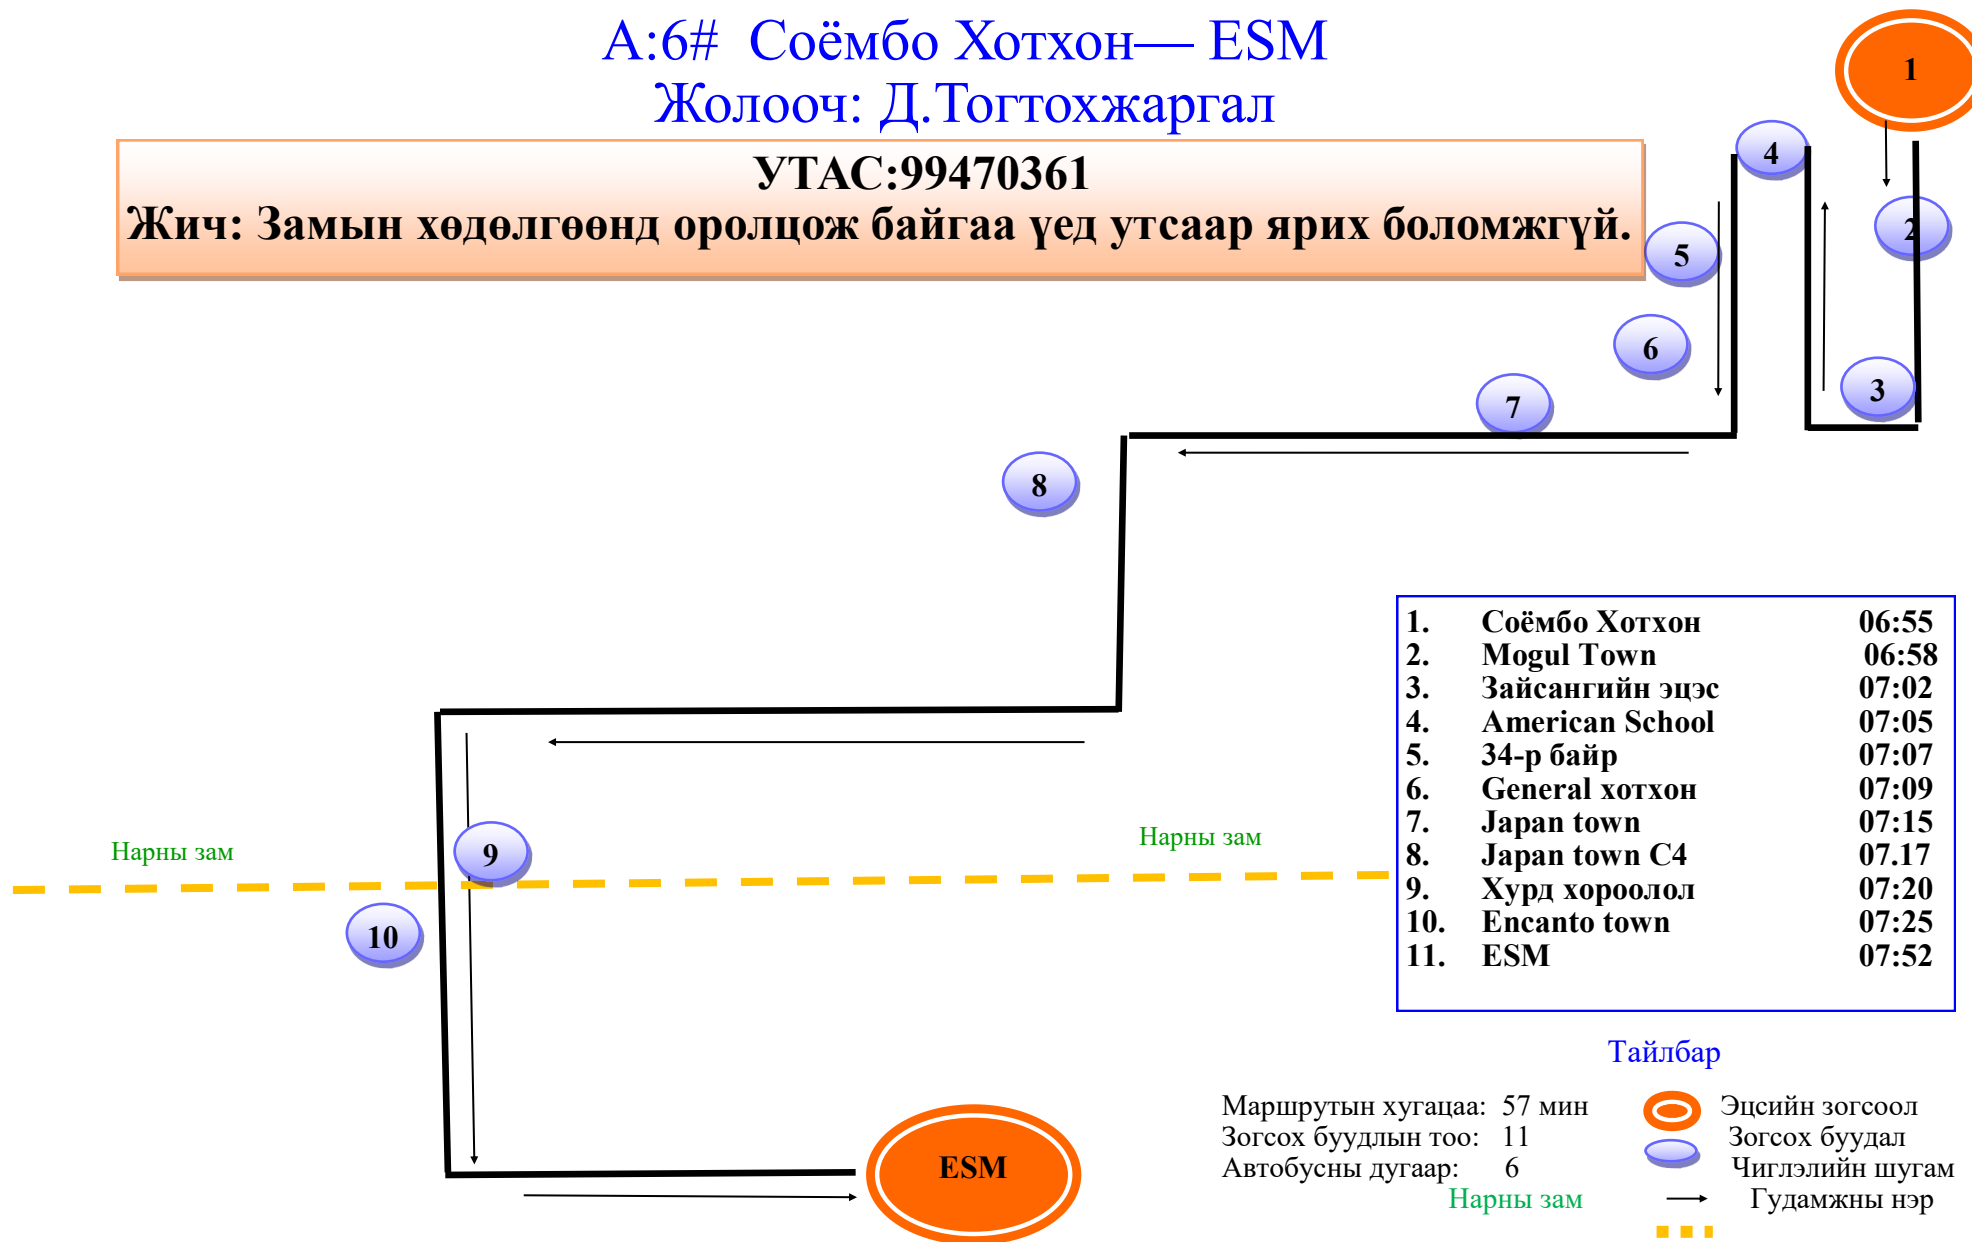 А:6#  Соёмбо Хотхон— ESM
Жолооч: Д.Тогтохжаргал
УТАС:99470361
Жич: Замын хөдөлгөөнд оролцож байгаа үед утсаар ярих боломжгүй.
1
4
2
5
6
3
7
8
1. Соёмбо Хотхон 06:55
2. Mogul Town 06:58
3. Зайсангийн эцэс 07:02
4. American School 07:05
5. 34-р байр 07:07
6. General хотхон 07:09
7. Japan town 07:15
8. Japan town C4 07.17
9. Хурд хороолол 07:20
10. Encanto town 07:25
11. ESM 07:52
Нарны зам
Нарны зам
9
10
ESM
Тайлбар
Маршрутын хугацаа: 57 мин
Зогсох буудлын тоо: 11
Автобусны дугаар: 6
Нарны зам
Эцсийн зогсоол
Зогсох буудал
Чиглэлийн шугам
Гудамжны нэр